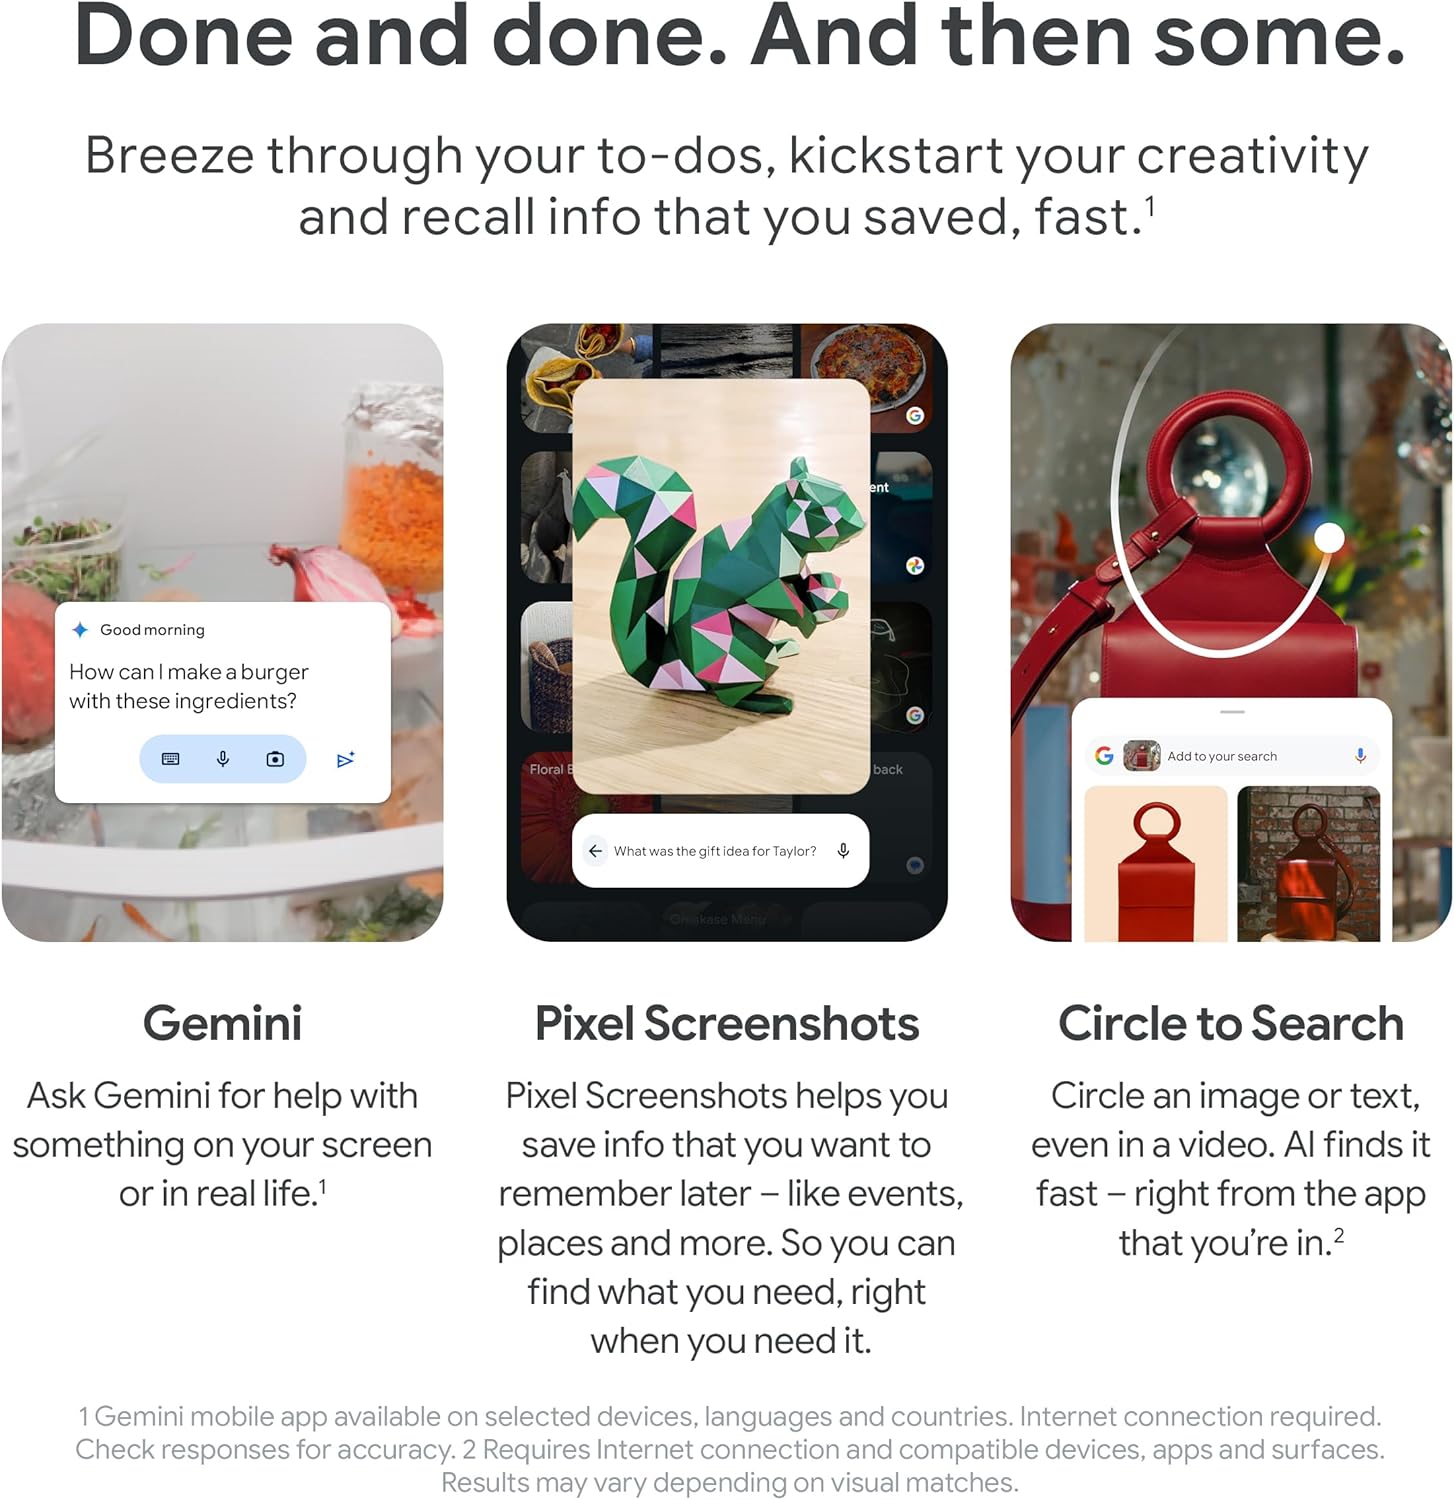 Done and done. And then some.
Breeze through your to-dos, kickstart your creativity
and recall info that you saved, fast.¹
Good morning
How can I make a burger
with these ingredients?
ent
Floral
back
What was the gift idea for Taylor?
Omakase Menu
Add to your search
Gemini
Ask Gemini for help with
something on your screen
or in real life.¹
Pixel Screenshots
Pixel Screenshots helps you
save info that you want to
remember later – like events,
places and more. So you can
find what you need, right
when you need it.
Circle to Search
Circle an image or text,
even in a video. AI finds it
fast – right from the app
that you're in.²
1 Gemini mobile app available on selected devices, languages and countries. Internet connection required.
Check responses for accuracy. 2 Requires Internet connection and compatible devices, apps and surfaces.
Results may vary depending on visual matches.